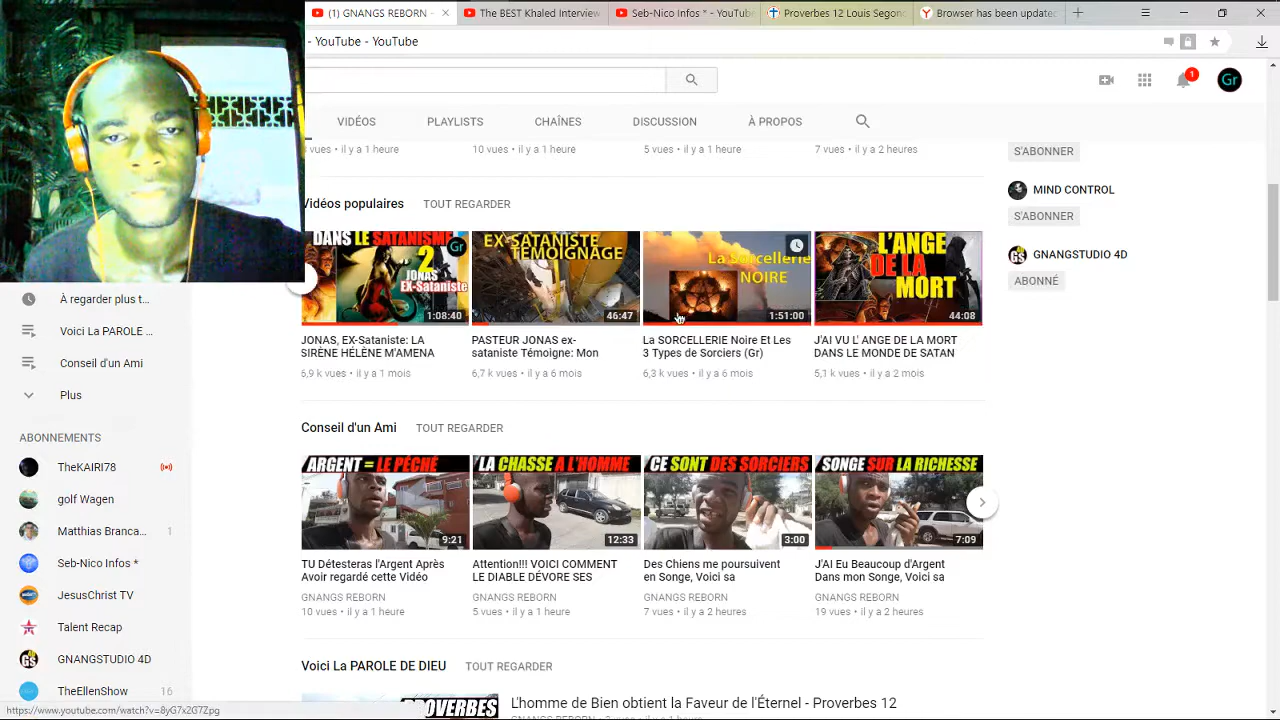 (1) GNANGS REBORN - × The BEST Khaled Interview Seb-Nico Infos * - YouTube Proverbes 12 Louis Segond Browser has been updated
- YouTube - YouTube
1 Gr
VIDÉOS PLAYLISTS CHAÎNES DISCUSSION À PROPOS
vues • il y a 1 heure 10 vues • il y a 1 heure 5 vues • il y a 1 heure 7 vues • il y a 2 heures
S'ABONNER
MIND CONTROL
S'ABONNER
GNANGSTUDIO 4D
ABONNÉ
Vidéos populaires TOUT REGARDER
DANS LE SATANISME
2
JONAS
EX-Sataniste
Gr
1:08:40
EX-SATANISTE
TÉMOIGNAGE
46:47
La Sorcellerie
NOIRE
1:51:00
L'ANGE
DE LA
MORT
44:08
JONAS, EX-Sataniste: LA
SIRÈNE HÉLÈNE M'AMENA
6,9 k vues • il y a 1 mois
PASTEUR JONAS ex-
sataniste Témoigne: Mon
6,7 k vues • il y a 6 mois
La SORCELLERIE Noire Et Les
3 Types de Sorciers (Gr)
6,3 k vues • il y a 6 mois
J'AI VU L' ANGE DE LA MORT
DANS LE MONDE DE SATAN
5,1 k vues • il y a 2 mois
Conseil d'un Ami TOUT REGARDER
ARGENT = LE PÉCHÉ
9:21
LA CHASSE A L'HOMME
12:33
CE SONT DES SORCIERS
3:00
SONGE SUR LA RICHESSE
7:09
TU Détesteras l'Argent Après
Avoir regardé cette Vidéo
GNANGS REBORN
10 vues • il y a 1 heure
Attention!!! VOICI COMMENT
LE DIABLE DÉVORE SES
GNANGS REBORN
5 vues • il y a 1 heure
Des Chiens me poursuivent
en Songe, Voici sa
GNANGS REBORN
7 vues • il y a 2 heures
J'AI Eu Beaucoup d'Argent
Dans mon Songe, Voici sa
GNANGS REBORN
19 vues • il y a 2 heures
Voici La PAROLE DE DIEU TOUT REGARDER
PROVERBES
L'homme de Bien obtient la Faveur de l'Éternel - Proverbes 12
À regarder plus t...
Voici La PAROLE ...
Conseil d'un Ami
Plus
ABONNEMENTS
TheKAIRI78
golf Wagen
Matthias Branca... 1
Seb-Nico Infos *
JesusChrist TV
Talent Recap
GNANGSTUDIO 4D
TheEllenShow 16
https://www.youtube.com/watch?v=8yG7x2G7Zpg